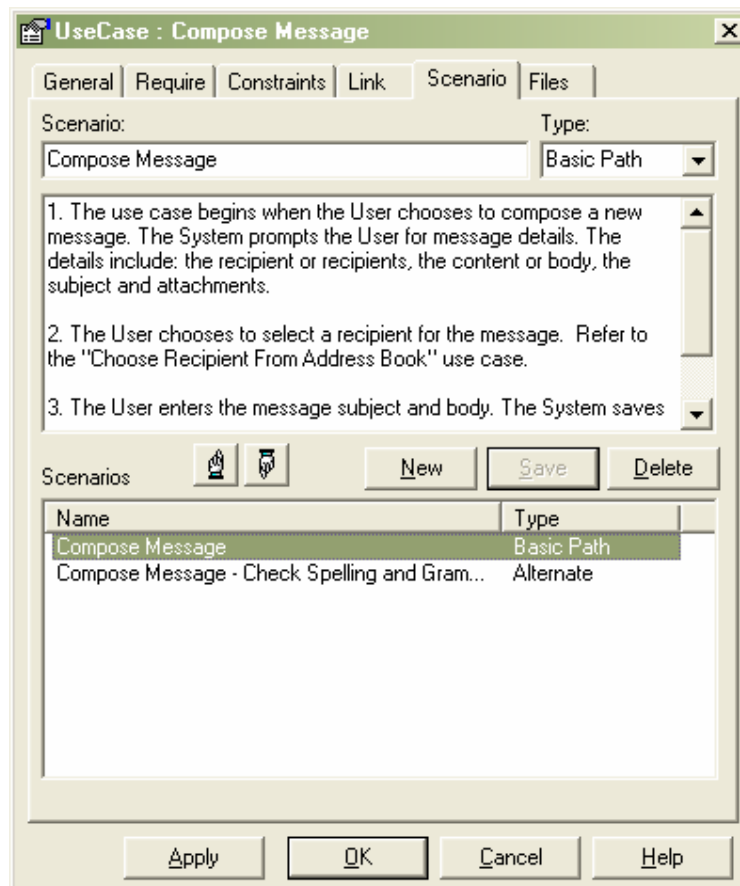 UseCase : Compose Message
General Require Constraints Link Scenario Files
Scenario: Type:
Compose Message Basic Path
1. The use case begins when the User chooses to compose a new
message. The System prompts the User for message details. The
details include: the recipient or recipients, the content or body, the
subject and attachments.
2. The User chooses to select a recipient for the message. Refer to
the "Choose Recipient From Address Book" use case.
3. The User enters the message subject and body. The System saves
Scenarios New Save Delete
Name Type
Compose Message Basic Path
Compose Message - Check Spelling and Gram... Alternate
Apply OK Cancel Help